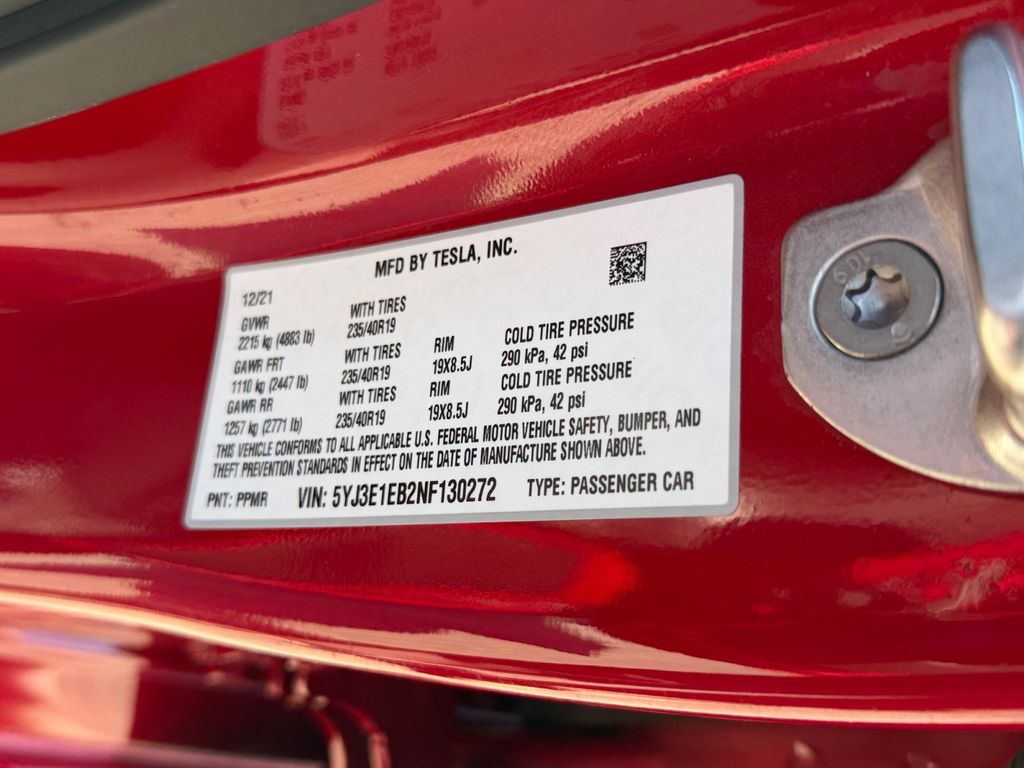 MFD BY TESLA, INC.
12/21
GVWR WITH TIRES
2215 kg (4883 lb) 235/40R19 RIM COLD TIRE PRESSURE
GAWR FRT WITH TIRES 19X8.5J 290 kPa, 42 psi
1110 kg (2447 lb) 235/40R19 RIM COLD TIRE PRESSURE
GAWR RR WITH TIRES 19X8.5J 290 kPa, 42 psi
1257 kg (2771 lb) 235/40R19
THIS VEHICLE CONFORMS TO ALL APPLICABLE U.S. FEDERAL MOTOR VEHICLE SAFETY, BUMPER, AND
THEFT PREVENTION STANDARDS IN EFFECT ON THE DATE OF MANUFACTURE SHOWN ABOVE.
PNT: PPMR VIN: 5YJ3E1EB2NF130272 TYPE: PASSENGER CAR
10.9